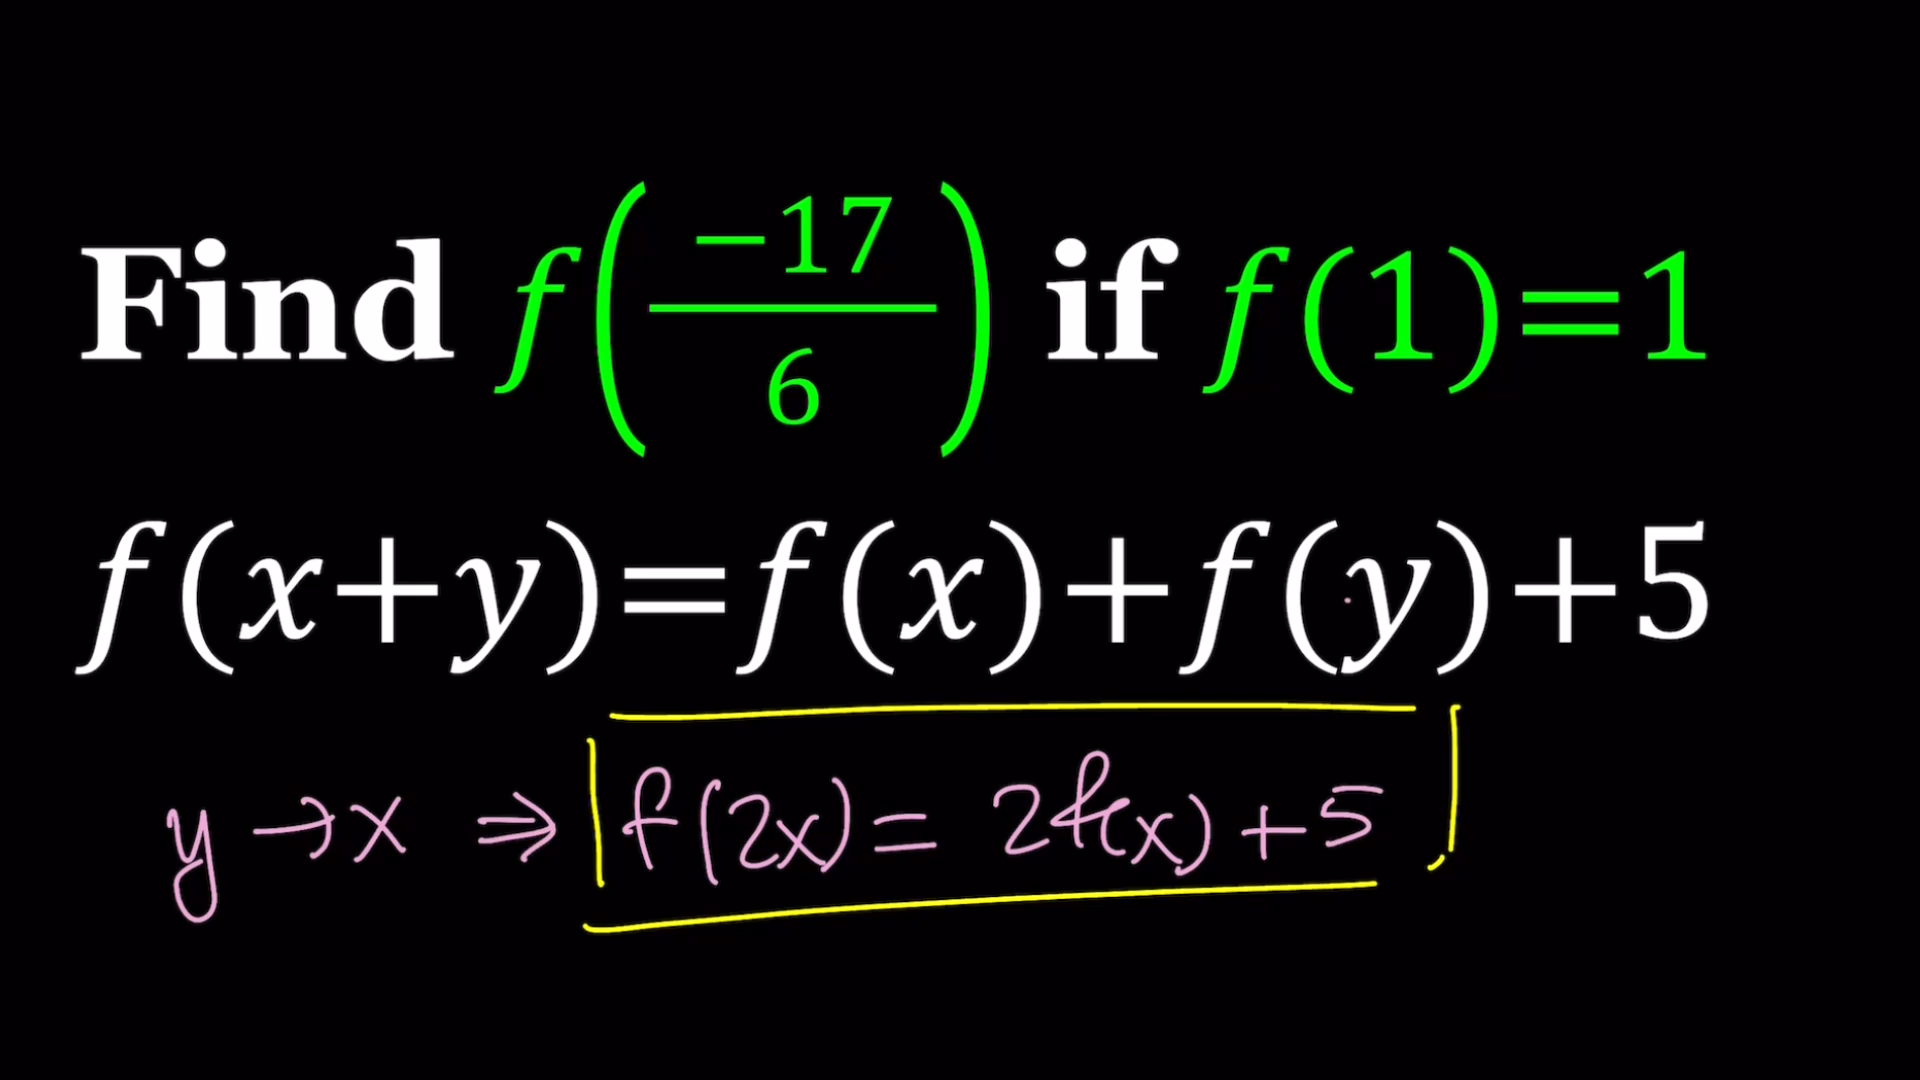 Find f(-17/6) if f(1)=1
f(x+y)=f(x)+f(y)+5
y→x ⇒ f(2x)= 2f(x)+5